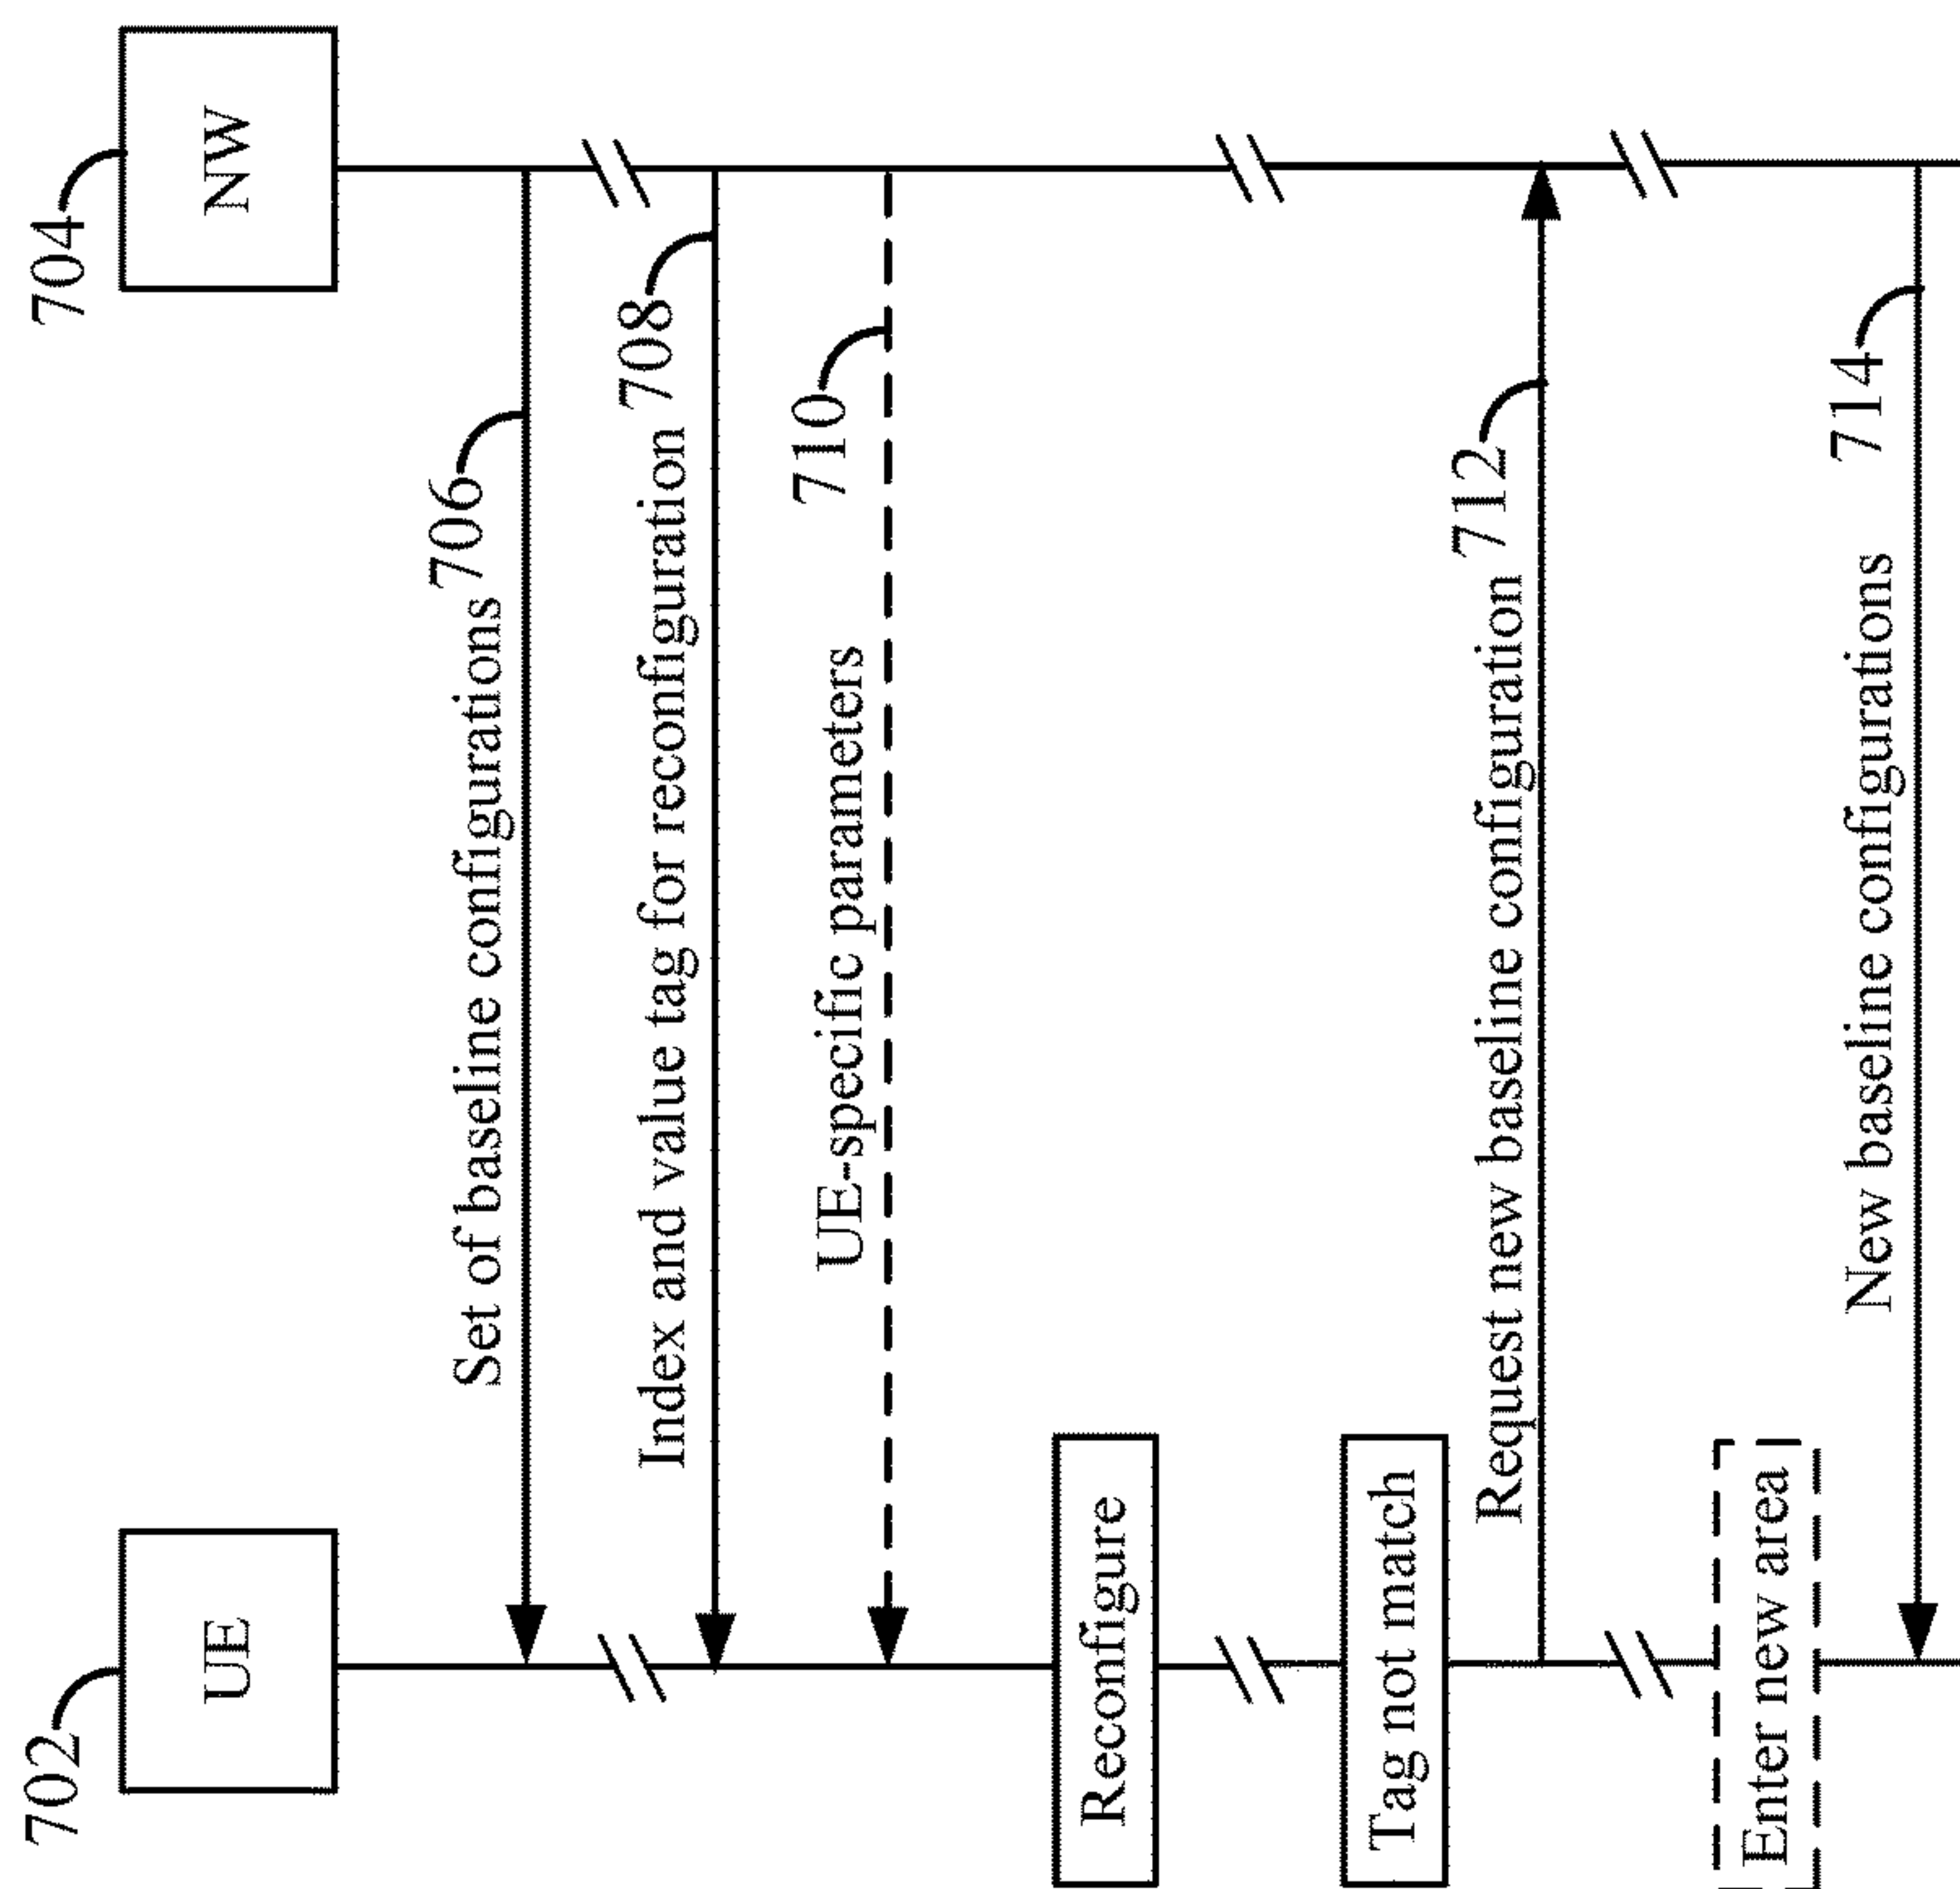 702
UE
704
NW
Set of baseline configurations
706
Index and value tag for reconfiguration
708
UE-specific parameters
710
Reconfigure
Tag not match
Request new baseline configuration
712
Enter new area
New baseline configurations
714